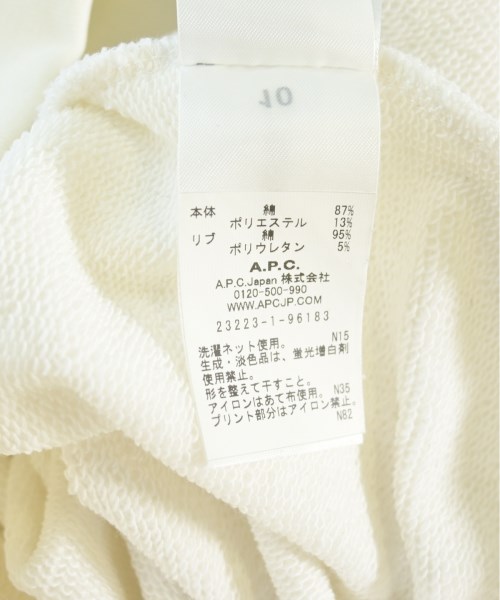 10
本体 綿 87%
ポリエステル 13%
リブ 綿 95%
ポリウレタン 5%
A.P.C.
A.P.C.Japan 株式会社
0120-500-990
WWW.APCJP.COM
23223-1-96183
洗濯ネット使用。 N15
生成・淡色品は、蛍光増白剤
使用禁止。
形を整えて干すこと。
アイロンはあて布使用。 N35
プリント部分はアイロン禁止。
N82